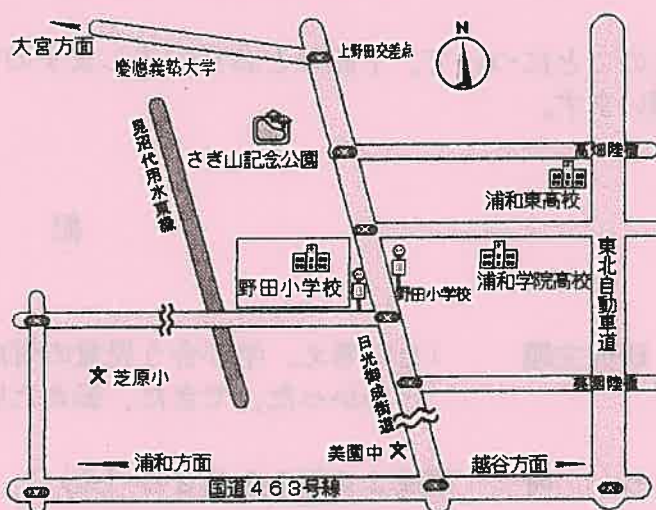 N
大宮方面
上野田交差点
慶應義塾大学
見沼代用水東縁
さぎ山記念公園
高畑陸橋
浦和東高校
野田小学校
野田小学校
浦和学院高校
東北自動車道
日光御成街道
芝原小
美園中
浦和方面
越谷方面
国道463号線